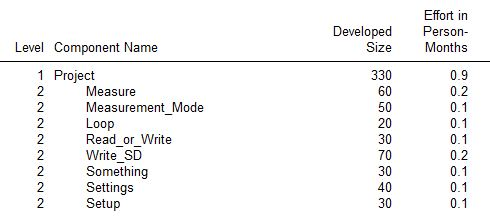 Effort in
Developed Person-
Level Component Name Size Months
1 Project 330 0.9
2 Measure 60 0.2
2 Measurement_Mode 50 0.1
2 Loop 20 0.1
2 Read_or_Write 30 0.1
2 Write_SD 70 0.2
2 Something 30 0.1
2 Settings 40 0.1
2 Setup 30 0.1